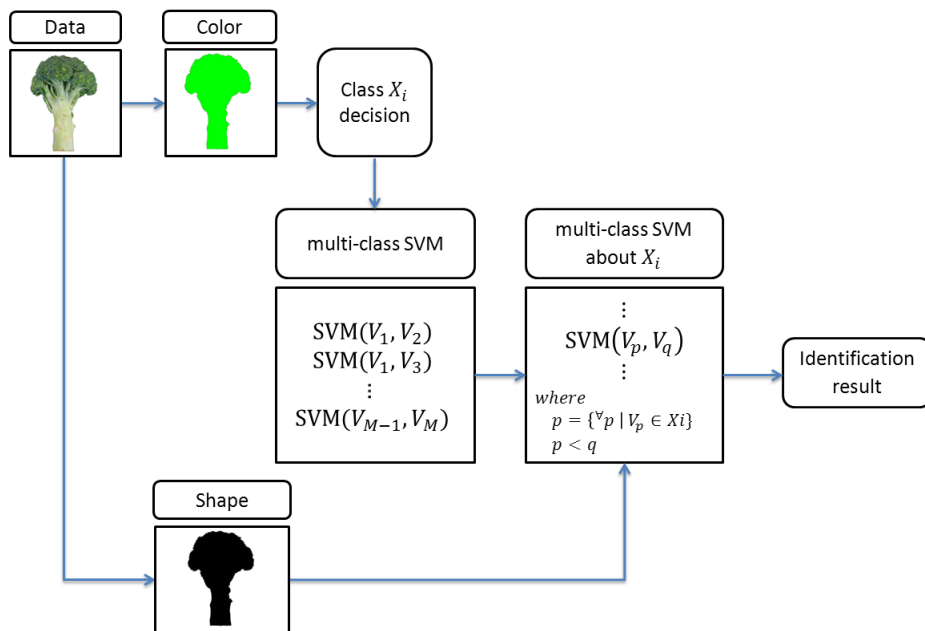 Data
Color
Class X_i
decision
multi-class SVM
multi-class SVM
about X_i
SVM(V_1, V_2)
SVM(V_1, V_3)
⋮
SVM(V_{M−1}, V_M)
⋮
SVM(V_p, V_q)
⋮
where
p = {∀p | V_p ∈ Xi}
p < q
Identification
result
Shape